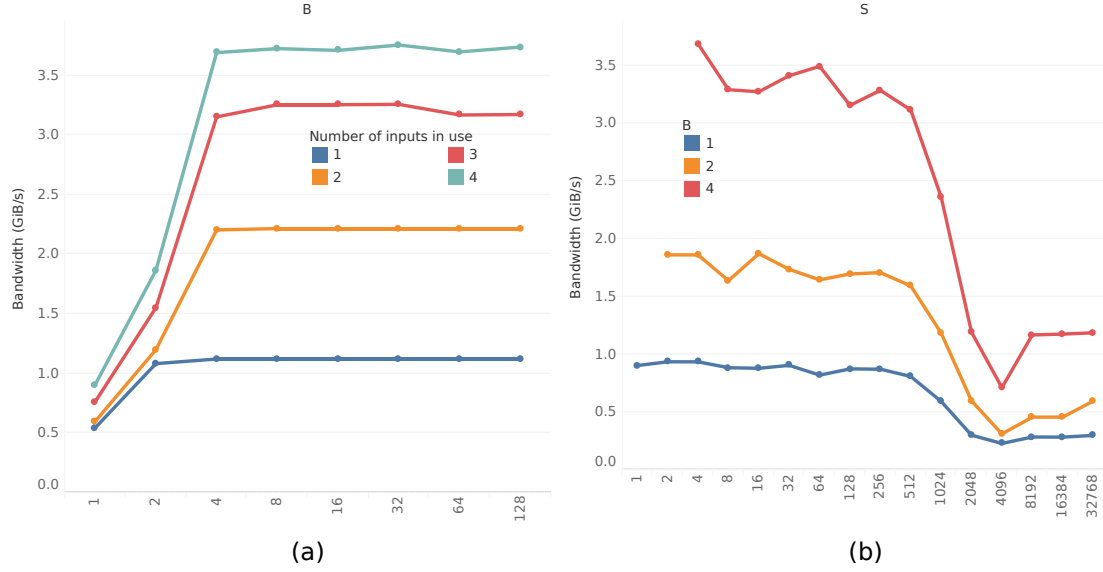 B
Bandwidth (GiB/s)
3.5
3.0
2.5
2.0
1.5
1.0
0.5
0.0
Number of inputs in use
1 3
2 4
1 2 4 8 16 32 64 128
(a)
S
Bandwidth (GiB/s)
3.5
3.0
2.5
2.0
1.5
1.0
0.5
0.0
B
1
2
4
1 2 4 8 16 32 64 128 256 512 1024 2048 4096 8192 16384 32768
(b)